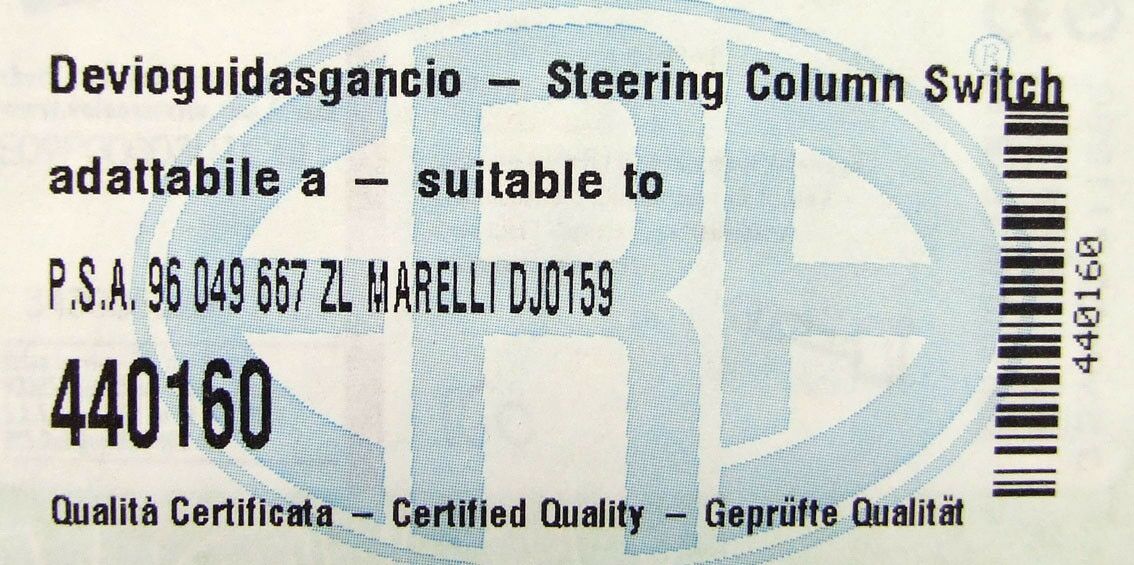 Devioguidasgancio – Steering Column Switch
adattabile a – suitable to
P.S.A. 96 049 667 ZL MARELLI DJ0159
440160
Qualità Certificata – Certified Quality – Geprüfte Qualität
440160
ERA
®